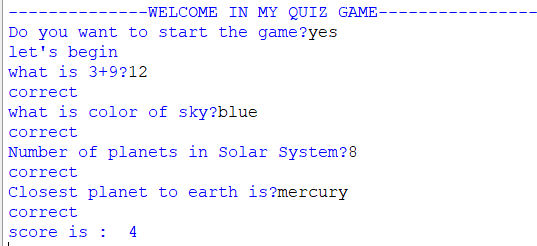 --------------WELCOME IN MY QUIZ GAME----------------
Do you want to start the game?yes
let's begin
what is 3+9?12
correct
what is color of sky?blue
correct
Number of planets in Solar System?8
correct
Closest planet to earth is?mercury
correct
score is :  4